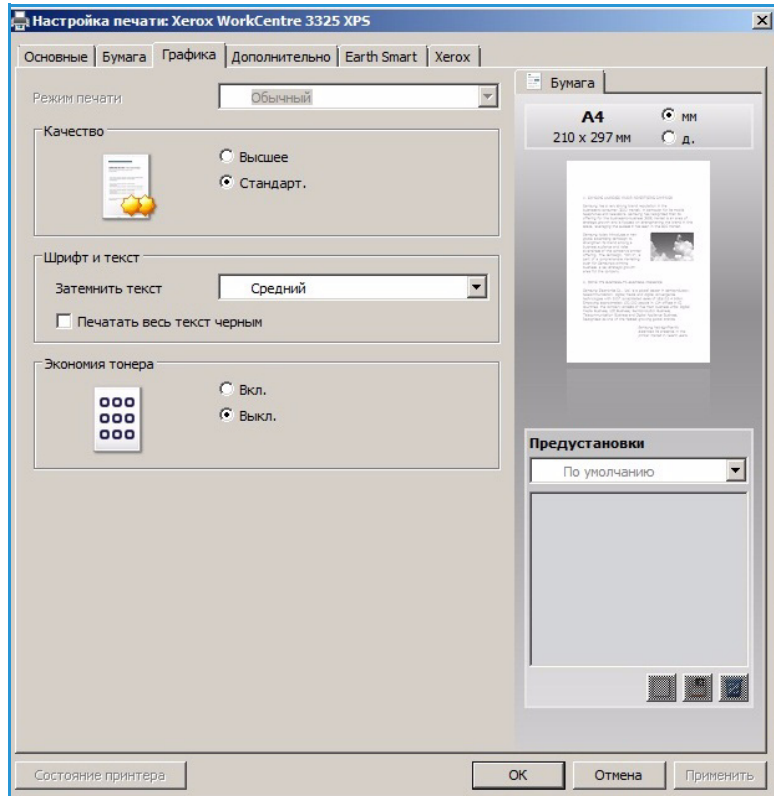 Настройка печати: Xerox WorkCentre 3325 XPS
Основные Бумага Графика Дополнительно Earth Smart Xerox
Режим печати Обычный
Качество
Высшее
Стандарт.
Шрифт и текст
Затемнить текст Средний
Печатать весь текст черным
Экономия тонера
Вкл.
Выкл.
Бумага
A4 мм
210 x 297 мм д.
Предустановки
По умолчанию
Состояние принтера OK Отмена Применить